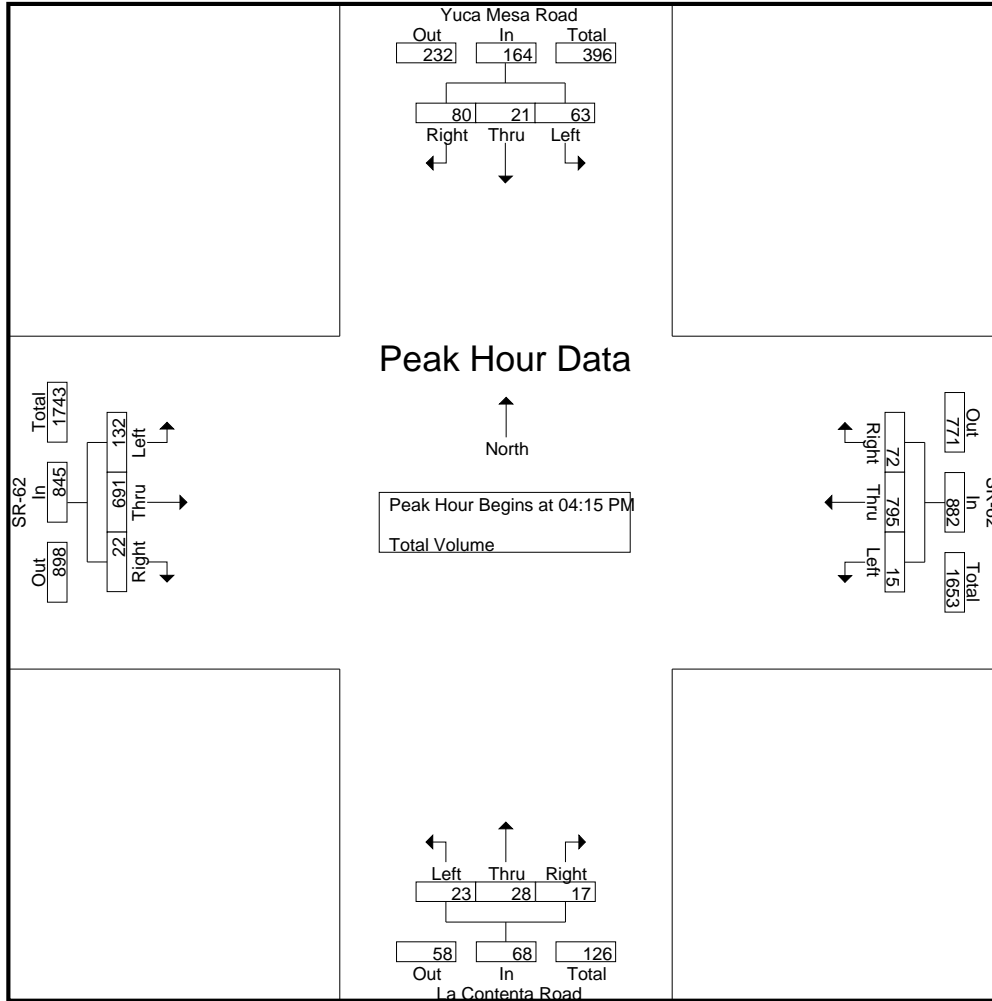 Yuca Mesa Road
Out In Total
232 164 396
80 21 63
Right Thru Left
Peak Hour Data
North
Peak Hour Begins at 04:15 PM
Total Volume
SR-62
Total In Out
1743 845 898
132 691 22
Left Thru Right
Right Thru Left
72 795 15
Out In Total
771 882 1653
SR-62
Left Thru Right
23 28 17
58 68 126
Out In Total
La Contenta Road